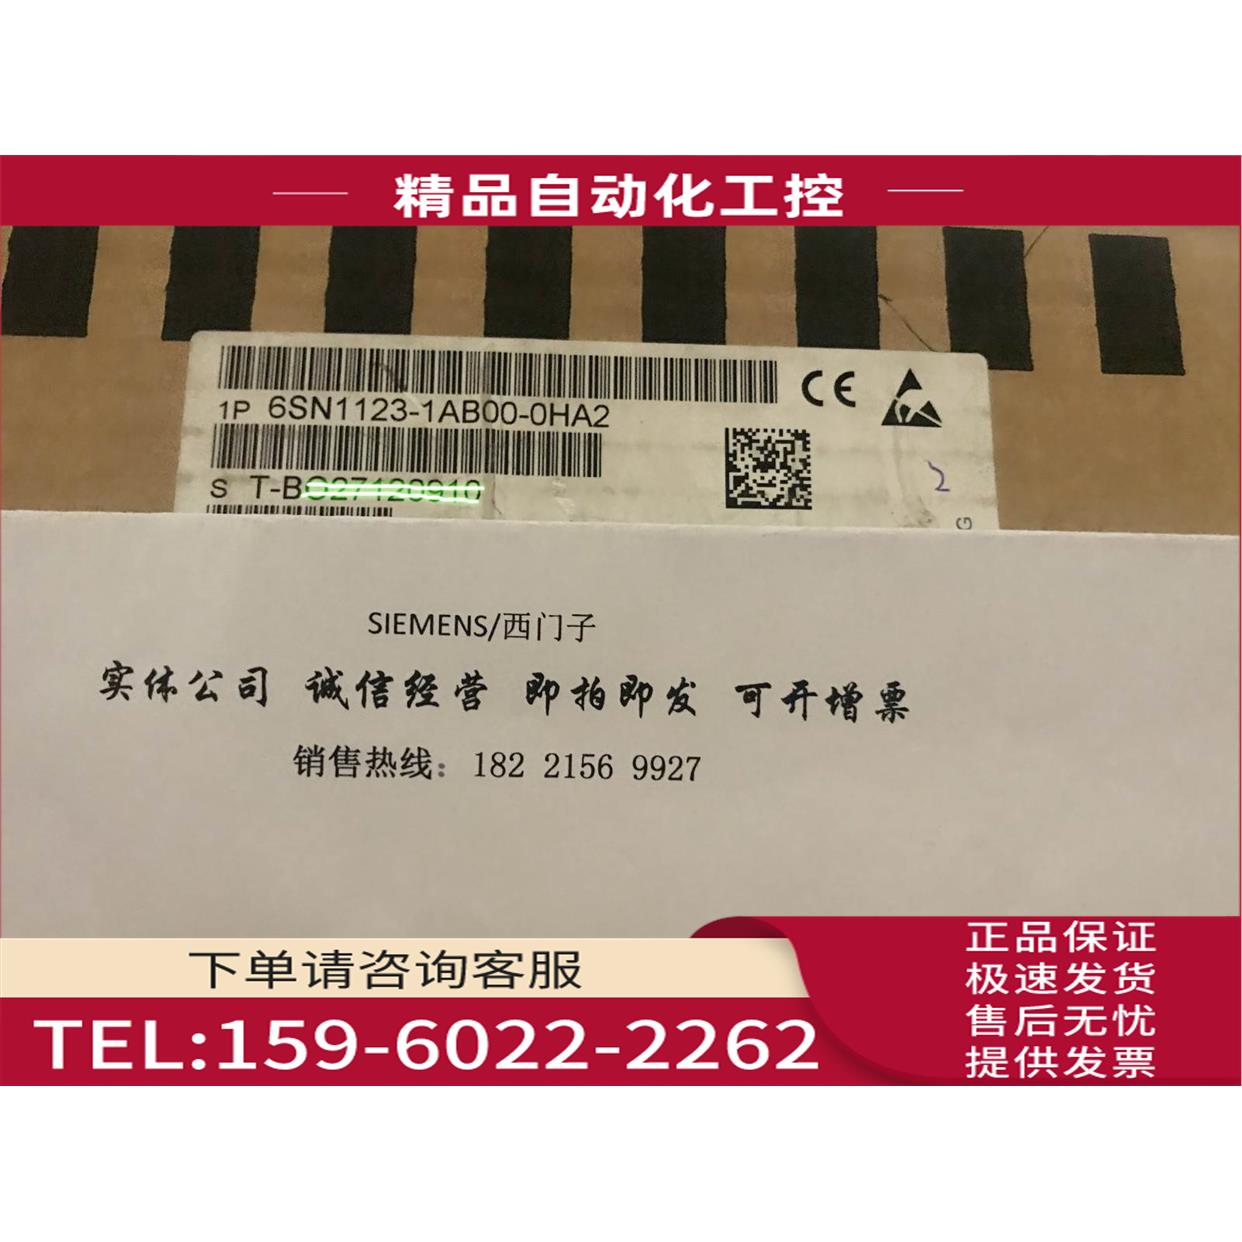 精品自动化工控
1P 6SN1123-1AB00-0HA2
S T-BO27120910
2
G
SIEMENS/西门子
实体公司 诚信经营 即拍即发 可开增票
销售热线: 182 2156 9927
下单请咨询客服
TEL:159-6022-2262
正品保证
极速发货
售后无忧
提供发票